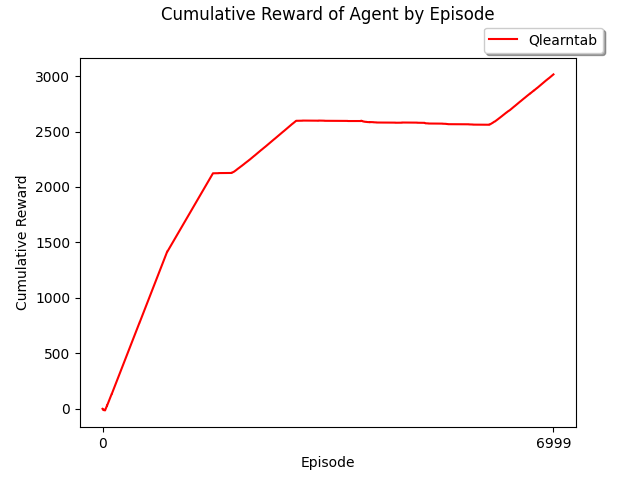 Cumulative Reward of Agent by Episode
Qlearntab
3000
2500
2000
1500
1000
500
0
Cumulative Reward
0 6999
Episode